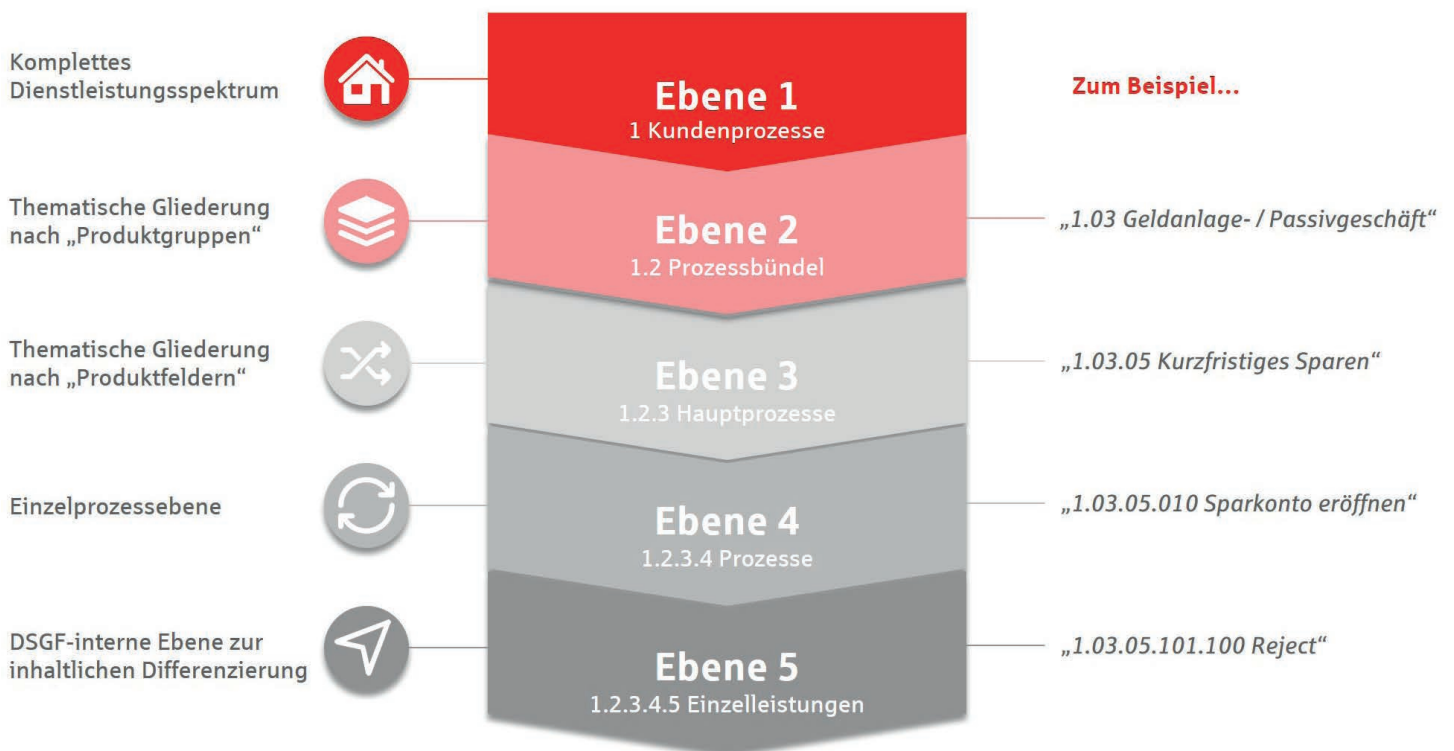 Komplettes
Dienstleistungsspektrum
Ebene 1
1 Kundenprozesse
Zum Beispiel...
Thematische Gliederung
nach „Produktgruppen“
Ebene 2
1.2 Prozessbündel
„1.03 Geldanlage- / Passivgeschäft“
Thematische Gliederung
nach „Produktfeldern“
Ebene 3
1.2.3 Hauptprozesse
„1.03.05 Kurzfristiges Sparen“
Einzelprozessebene
Ebene 4
1.2.3.4 Prozesse
„1.03.05.010 Sparkonto eröffnen“
DSGF-interne Ebene zur
inhaltlichen Differenzierung
Ebene 5
1.2.3.4.5 Einzelleistungen
„1.03.05.101.100 Reject“